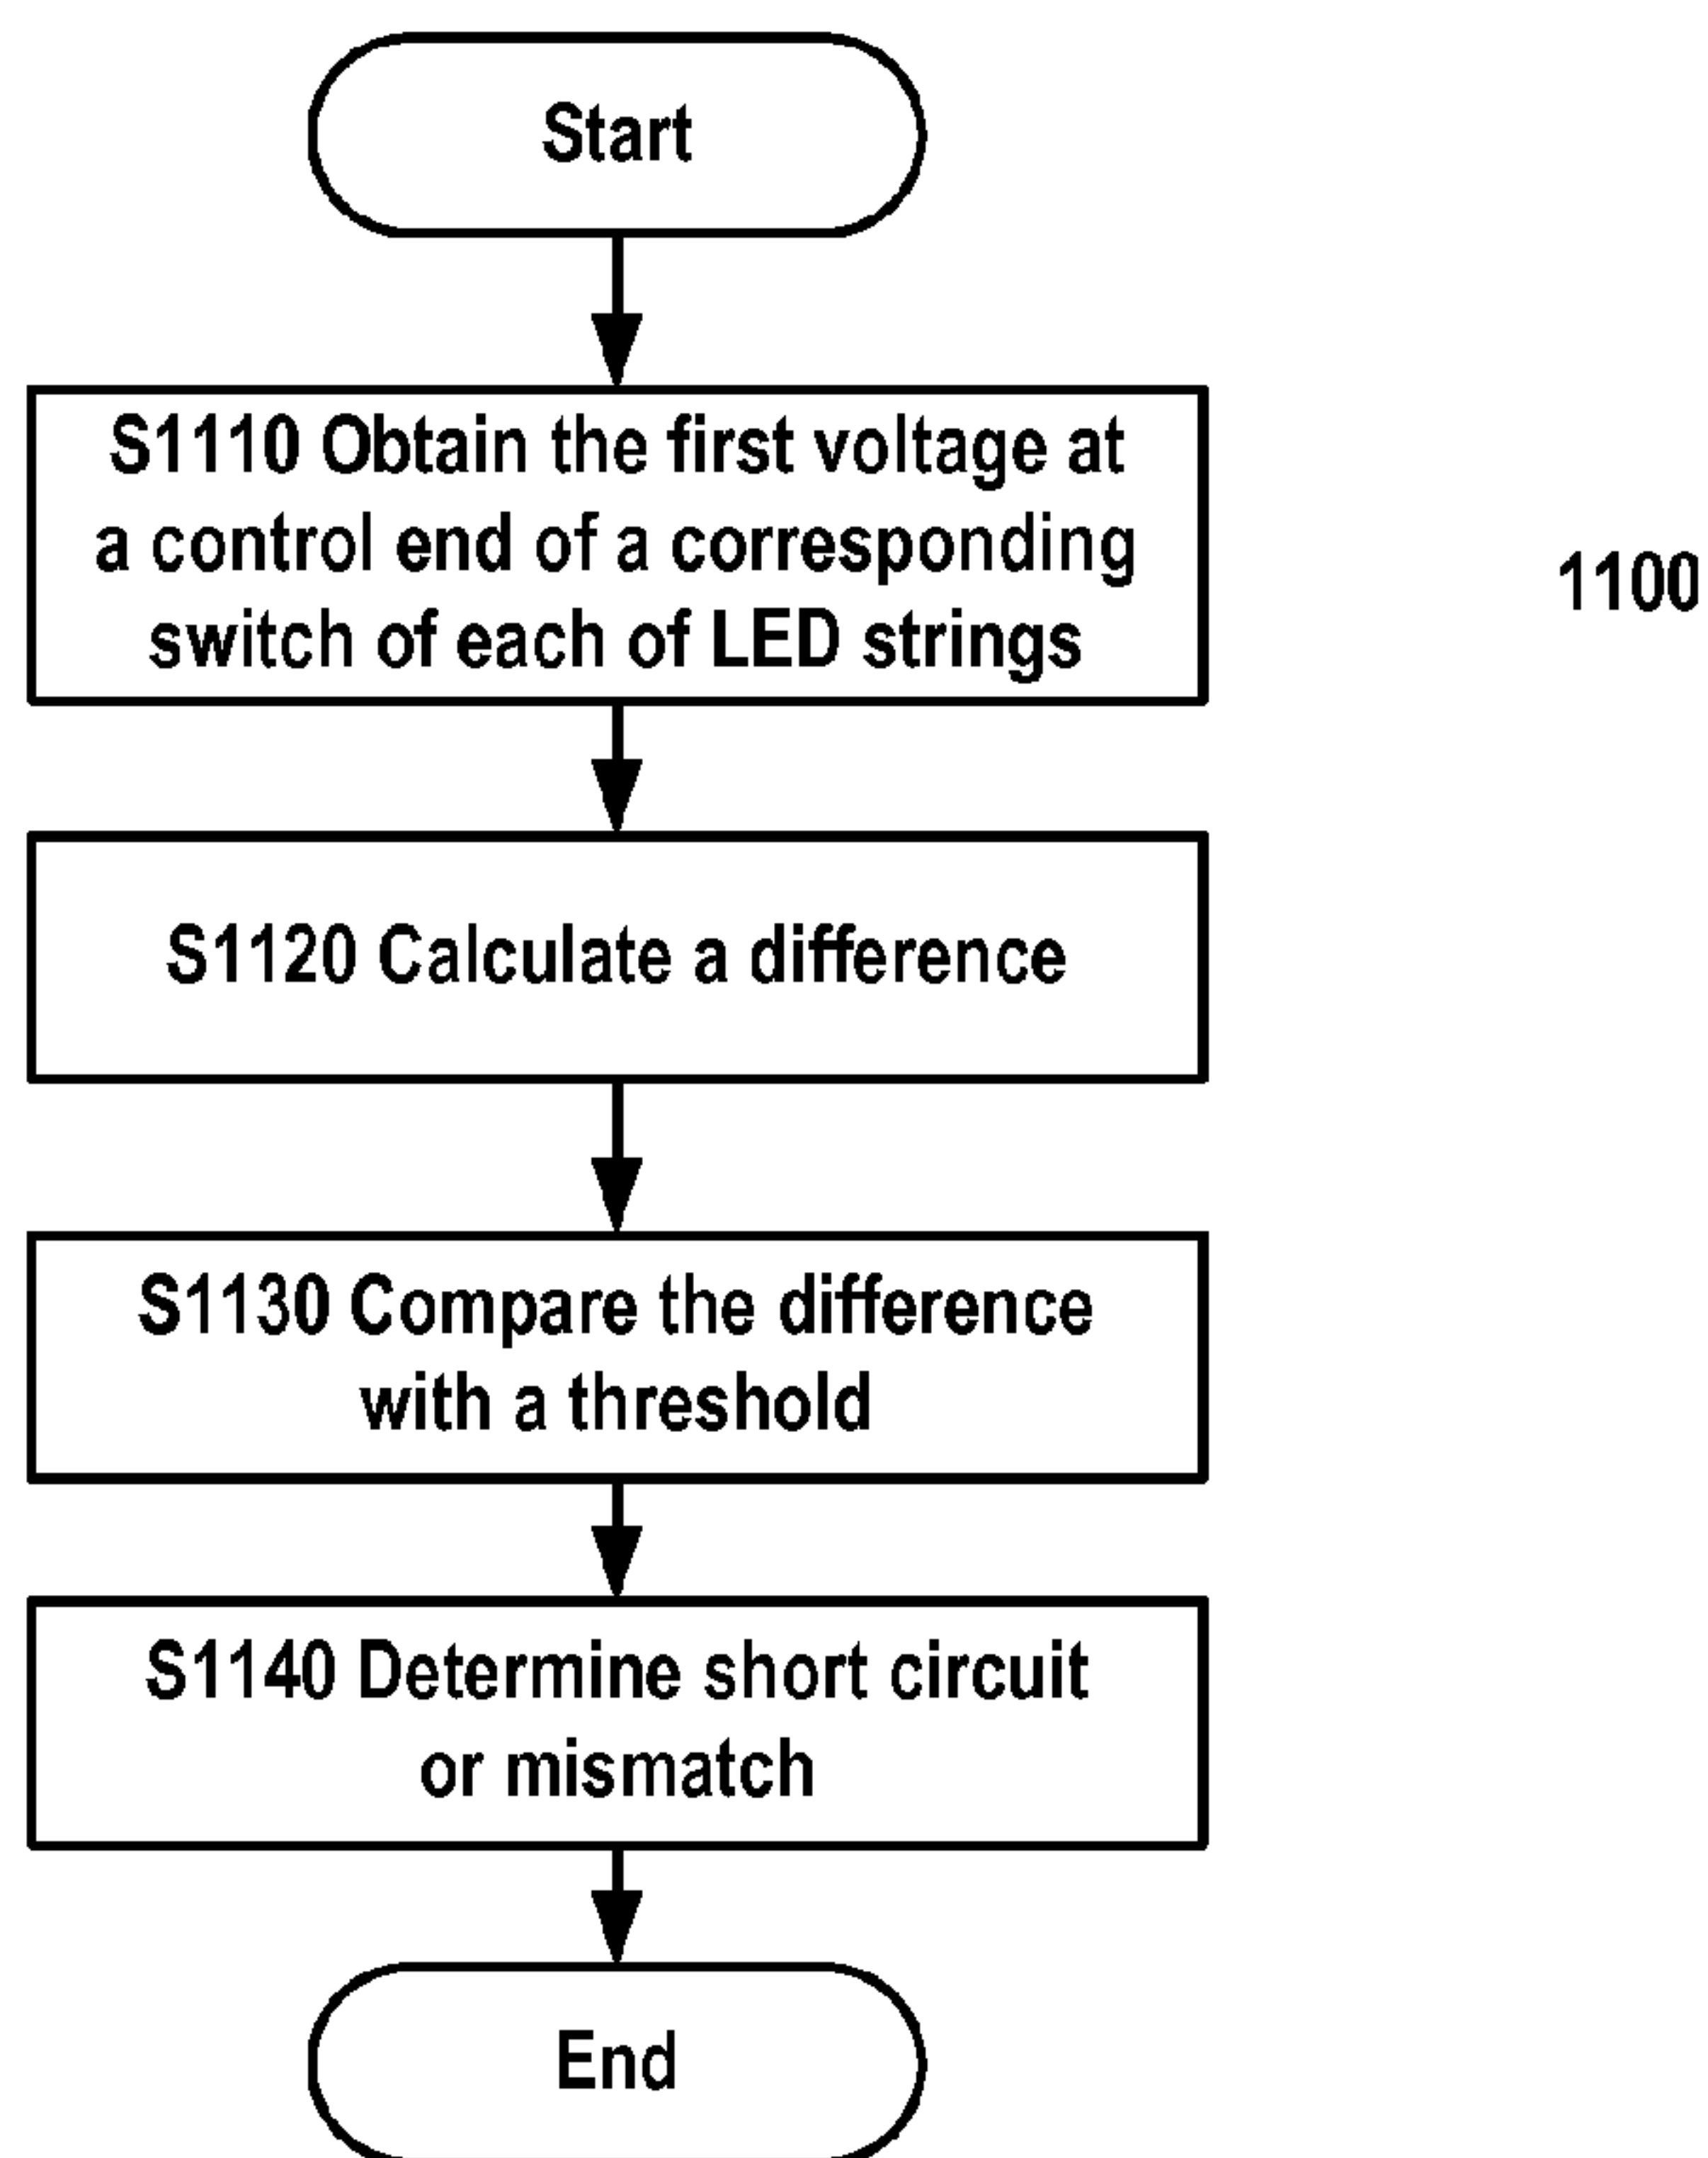 Start
S1110 Obtain the first voltage at
a control end of a corresponding
switch of each of LED strings
1100
S1120 Calculate a difference
S1130 Compare the difference
with a threshold
S1140 Determine short circuit
or mismatch
End